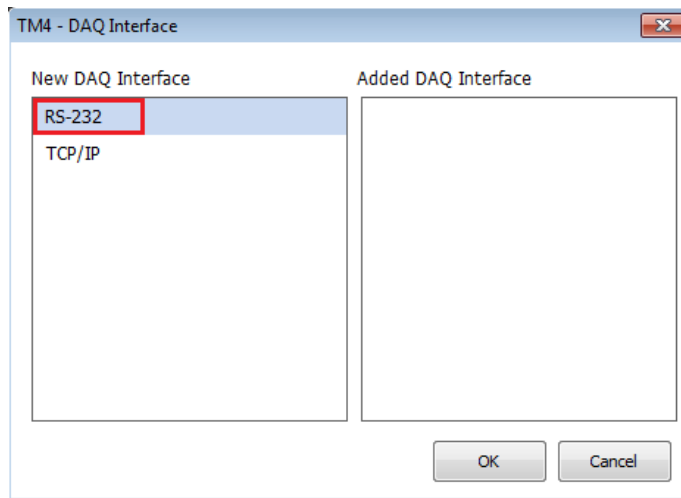 TM4 - DAQ Interface
New DAQ Interface
Added DAQ Interface
RS-232
TCP/IP
OK
Cancel